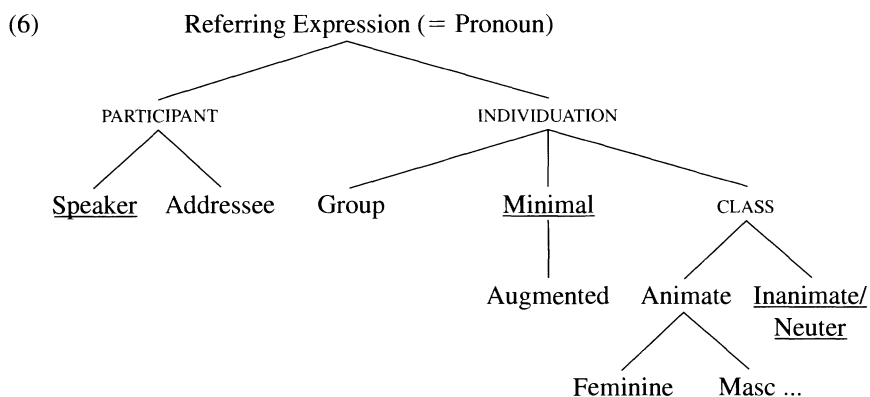 (6) Referring Expression (= Pronoun)
PARTICIPANT INDIVIDUATION
Speaker Addressee Group Minimal CLASS
Augmented Animate Inanimate/
Neuter
Feminine Masc ...